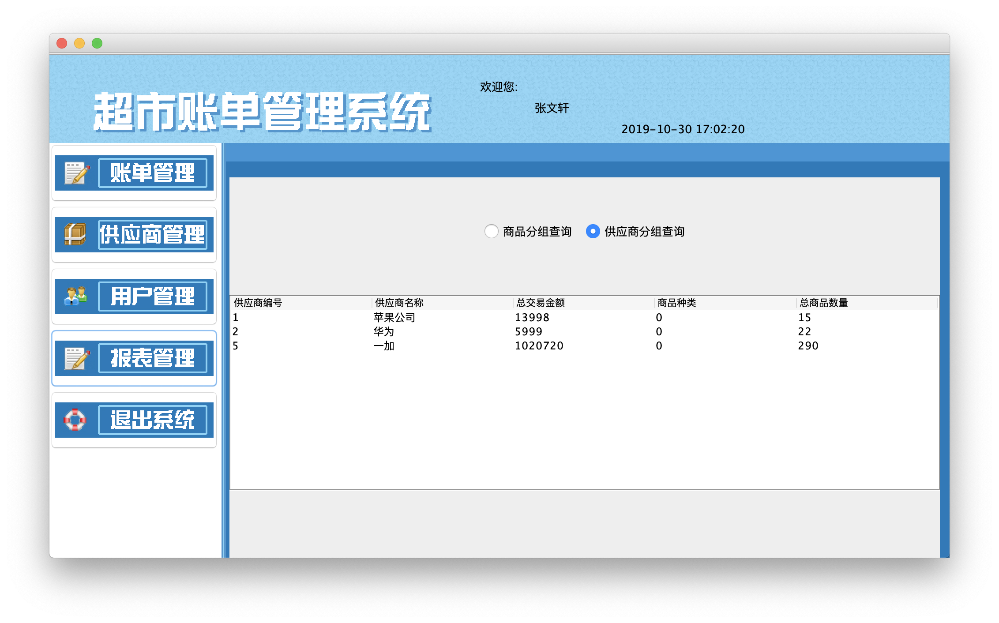 超市账单管理系统
欢迎您:
张文轩
2019-10-30 17:02:20
账单管理
供应商管理
用户管理
报表管理
退出系统
商品分组查询 供应商分组查询
供应商编号 供应商名称 总交易金额 商品种类 总商品数量
1 苹果公司 13998 0 15
2 华为 5999 0 22
5 一加 1020720 0 290